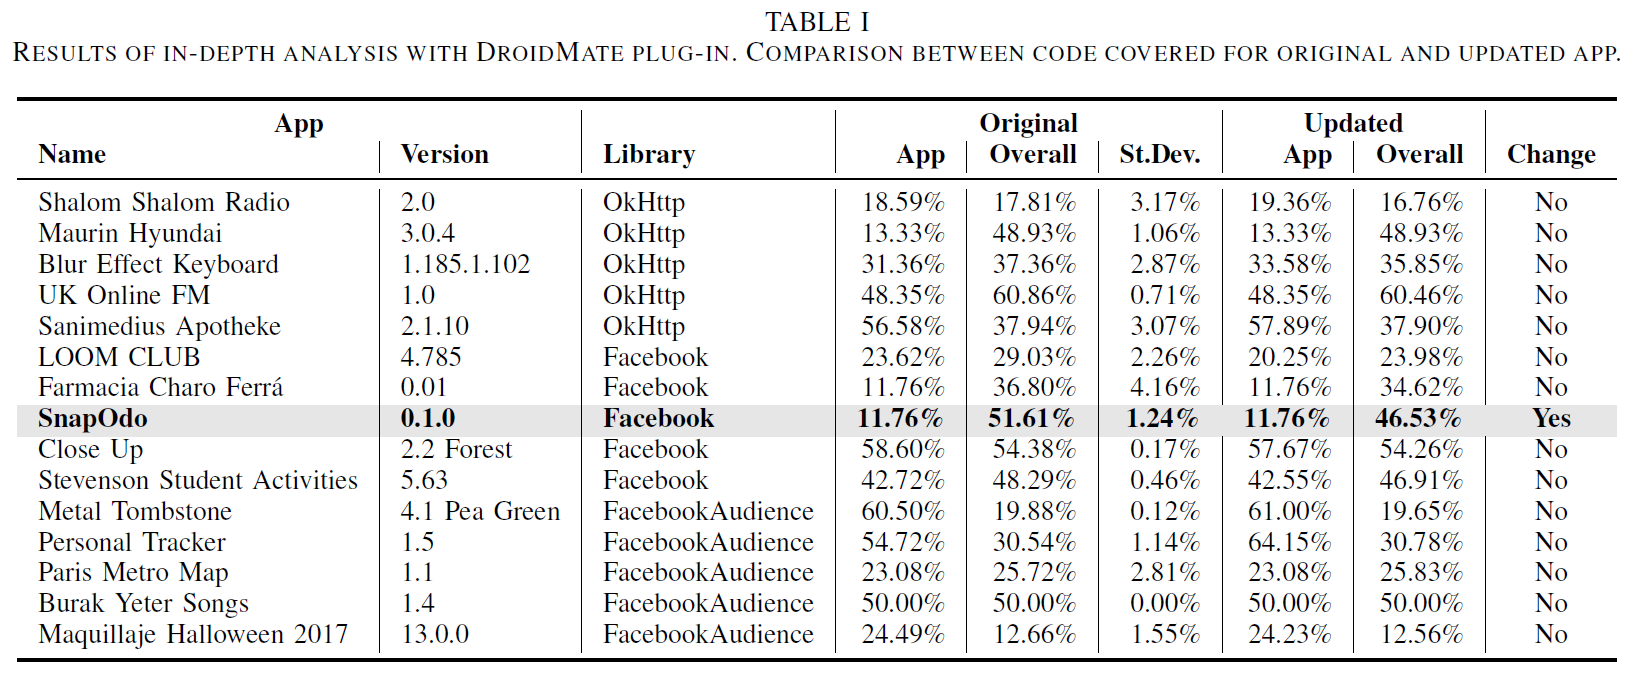 TABLE I
RESULTS OF IN-DEPTH ANALYSIS WITH DROIDMATE PLUG-IN. COMPARISON BETWEEN CODE COVERED FOR ORIGINAL AND UPDATED APP.
App Original Updated
Name Version Library App Overall St.Dev. App Overall Change
Shalom Shalom Radio 2.0 OkHttp 18.59% 17.81% 3.17% 19.36% 16.76% No
Maurin Hyundai 3.0.4 OkHttp 13.33% 48.93% 1.06% 13.33% 48.93% No
Blur Effect Keyboard 1.185.1.102 OkHttp 31.36% 37.36% 2.87% 33.58% 35.85% No
UK Online FM 1.0 OkHttp 48.35% 60.86% 0.71% 48.35% 60.46% No
Sanimedius Apotheke 2.1.10 OkHttp 56.58% 37.94% 3.07% 57.89% 37.90% No
LOOM CLUB 4.785 Facebook 23.62% 29.03% 2.26% 20.25% 23.98% No
Farmacia Charo Ferrá 0.01 Facebook 11.76% 36.80% 4.16% 11.76% 34.62% No
SnapOdo 0.1.0 Facebook 11.76% 51.61% 1.24% 11.76% 46.53% Yes
Close Up 2.2 Forest Facebook 58.60% 54.38% 0.17% 57.67% 54.26% No
Stevenson Student Activities 5.63 Facebook 42.72% 48.29% 0.46% 42.55% 46.91% No
Metal Tombstone 4.1 Pea Green FacebookAudience 60.50% 19.88% 0.12% 61.00% 19.65% No
Personal Tracker 1.5 FacebookAudience 54.72% 30.54% 1.14% 64.15% 30.78% No
Paris Metro Map 1.1 FacebookAudience 23.08% 25.72% 2.81% 23.08% 25.83% No
Burak Yeter Songs 1.4 FacebookAudience 50.00% 50.00% 0.00% 50.00% 50.00% No
Maquillaje Halloween 2017 13.0.0 FacebookAudience 24.49% 12.66% 1.55% 24.23% 12.56% No